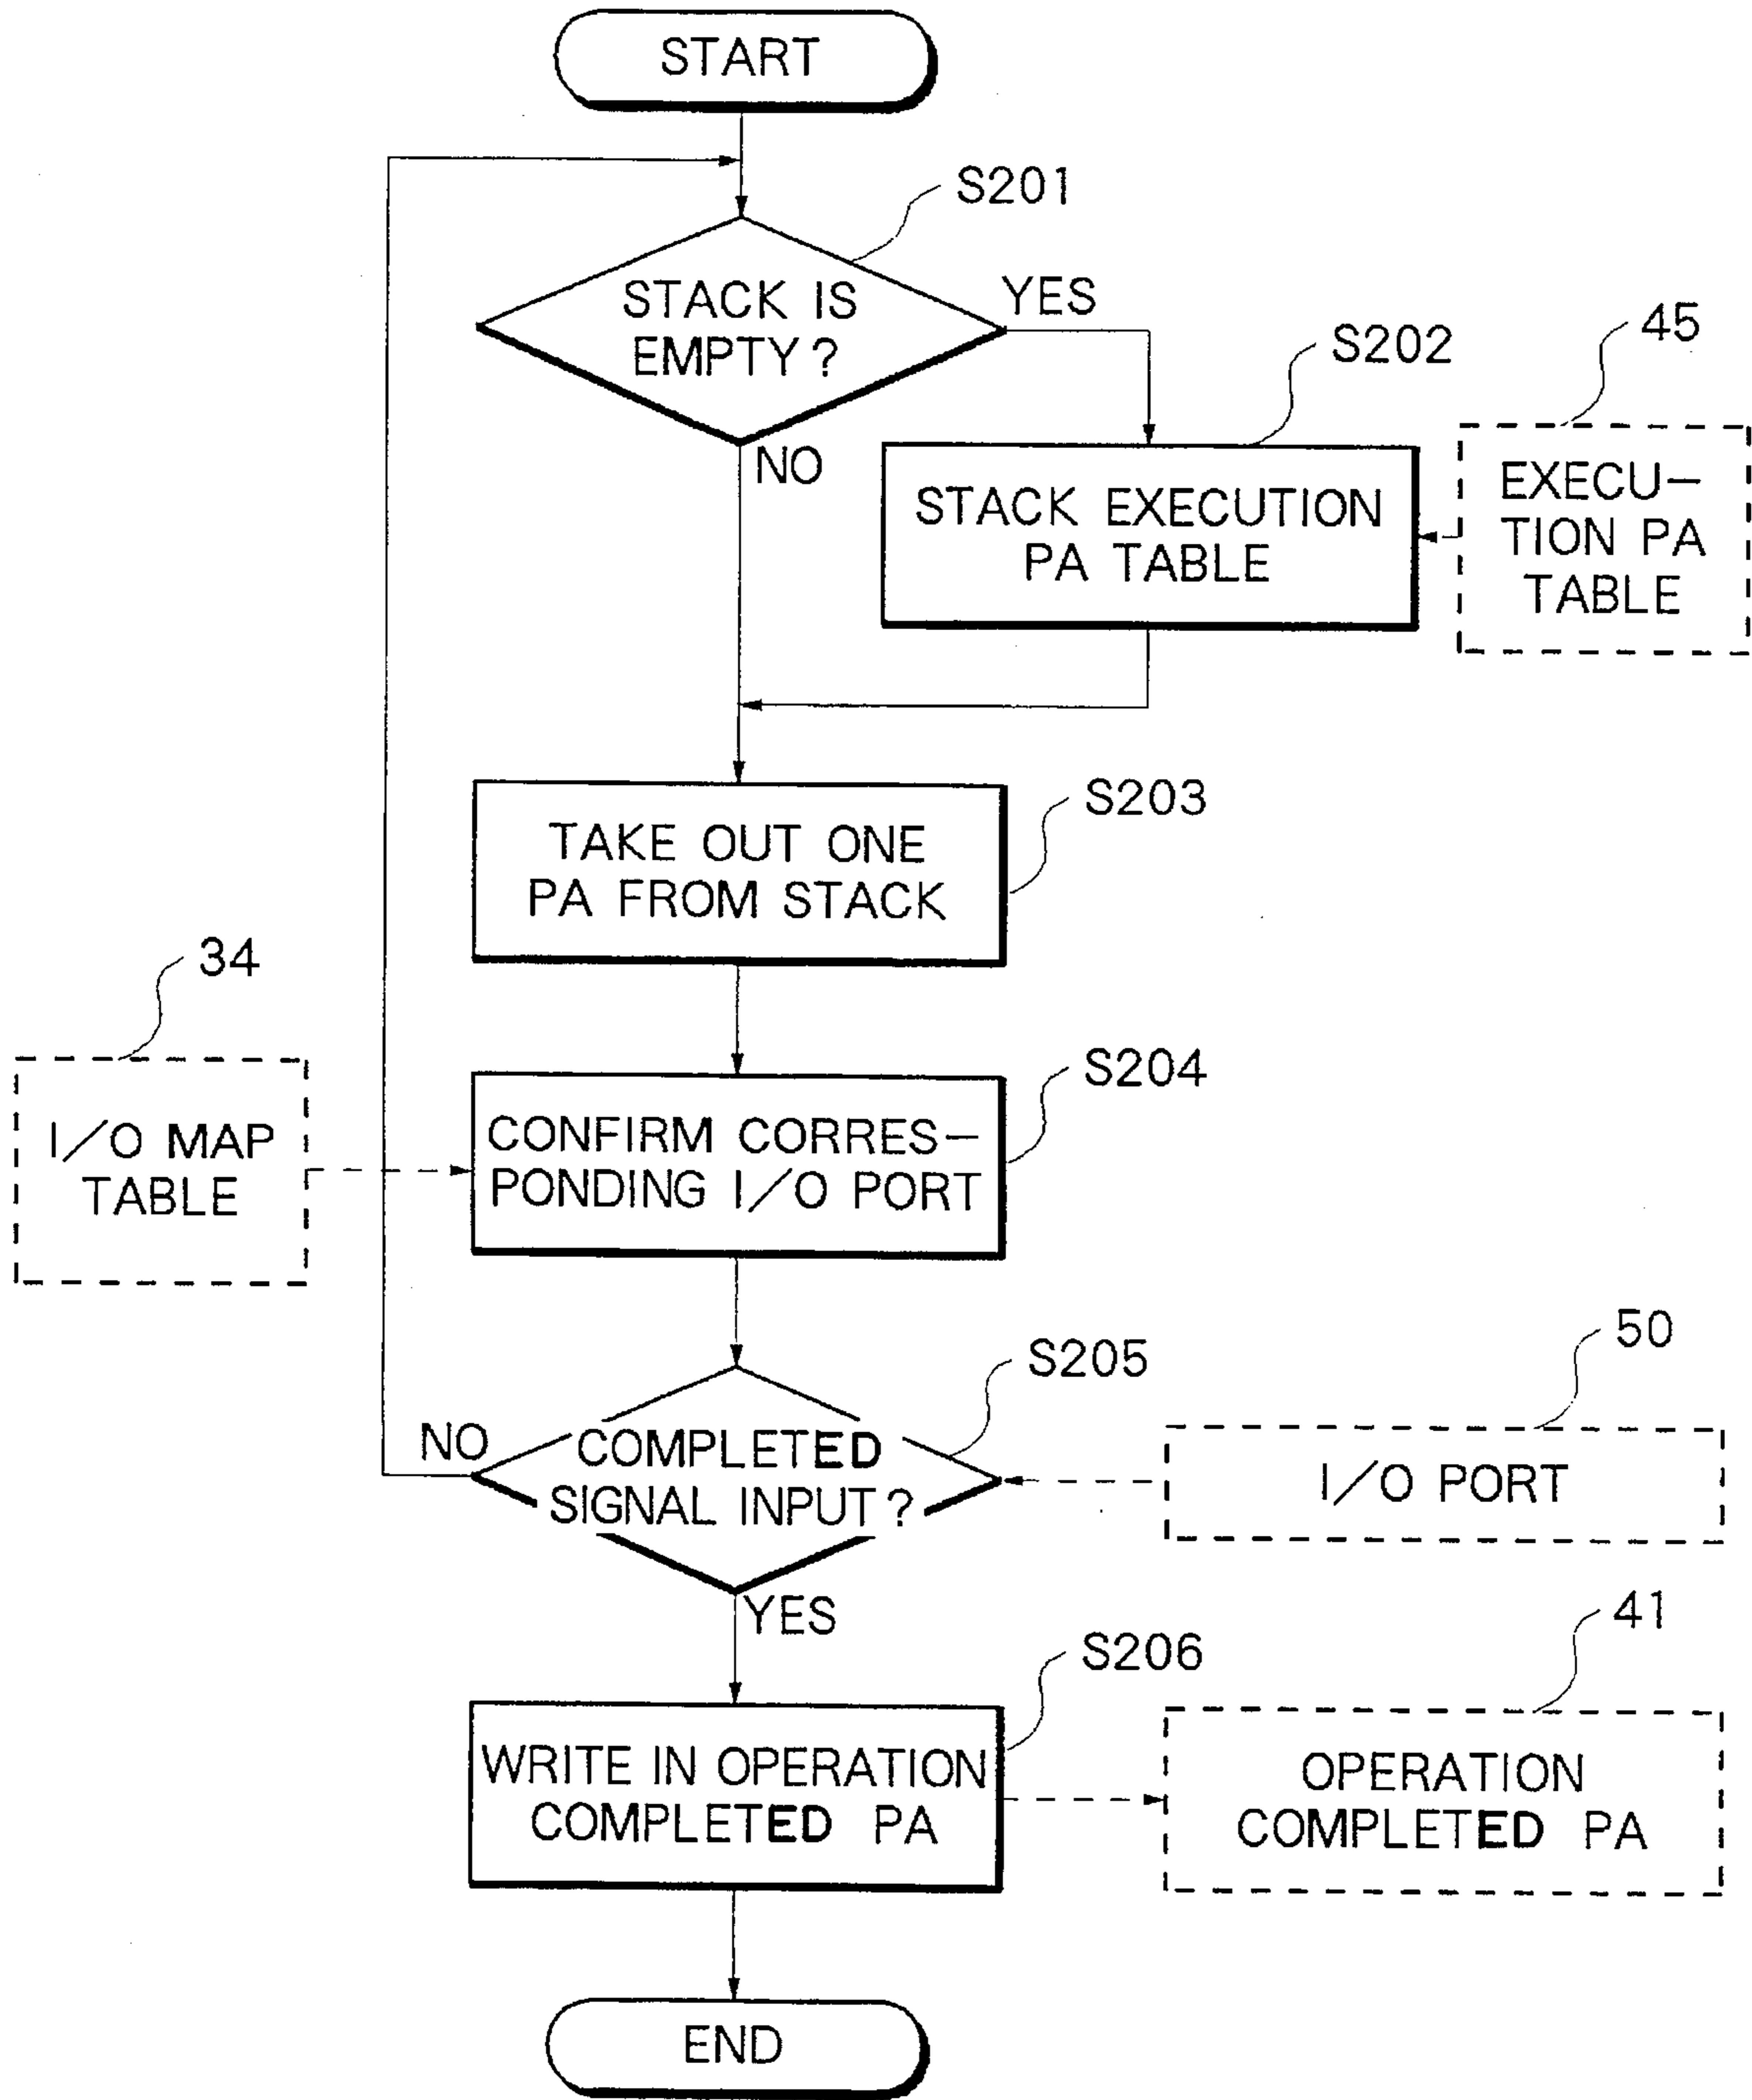 START
S201
STACK IS
EMPTY?
YES
NO
S202
45
STACK EXECUTION
PA TABLE
EXECU-
TION PA
TABLE
S203
TAKE OUT ONE
PA FROM STACK
34
I/O MAP
TABLE
S204
CONFIRM CORRES-
PONDING I/O PORT
S205
50
NO
COMPLETED
SIGNAL INPUT?
I/O PORT
YES
S206
41
WRITE IN OPERATION
COMPLETED PA
OPERATION
COMPLETED PA
END